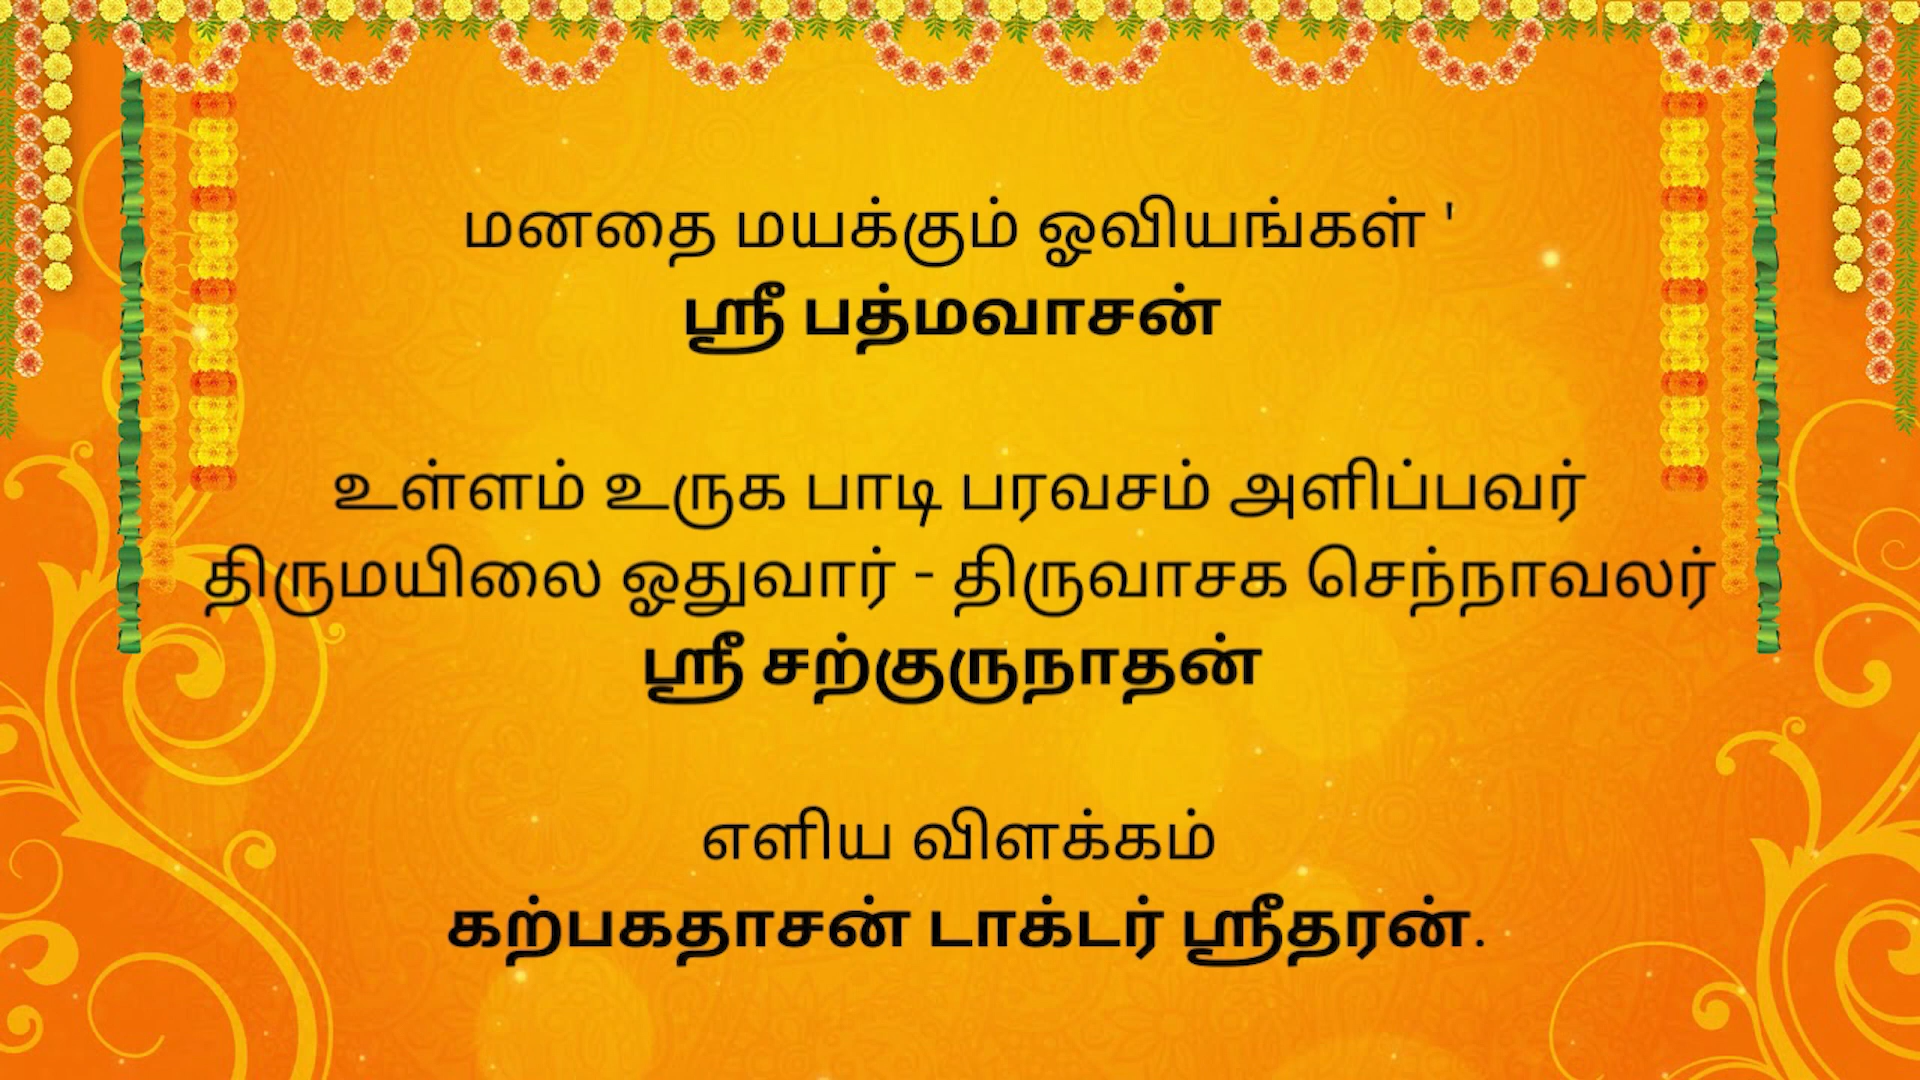 மனதை மயக்கும் ஓவியங்கள் '
ஸ்ரீ பத்மவாசன்
உள்ளம் உருக பாடி பரவசம் அளிப்பவர்
திருமயிலை ஓதுவார் - திருவாசக செந்நாவலர்
ஸ்ரீ சற்குருநாதன்
எளிய விளக்கம்
கற்பகதாசன் டாக்டர் ஸ்ரீதரன்.